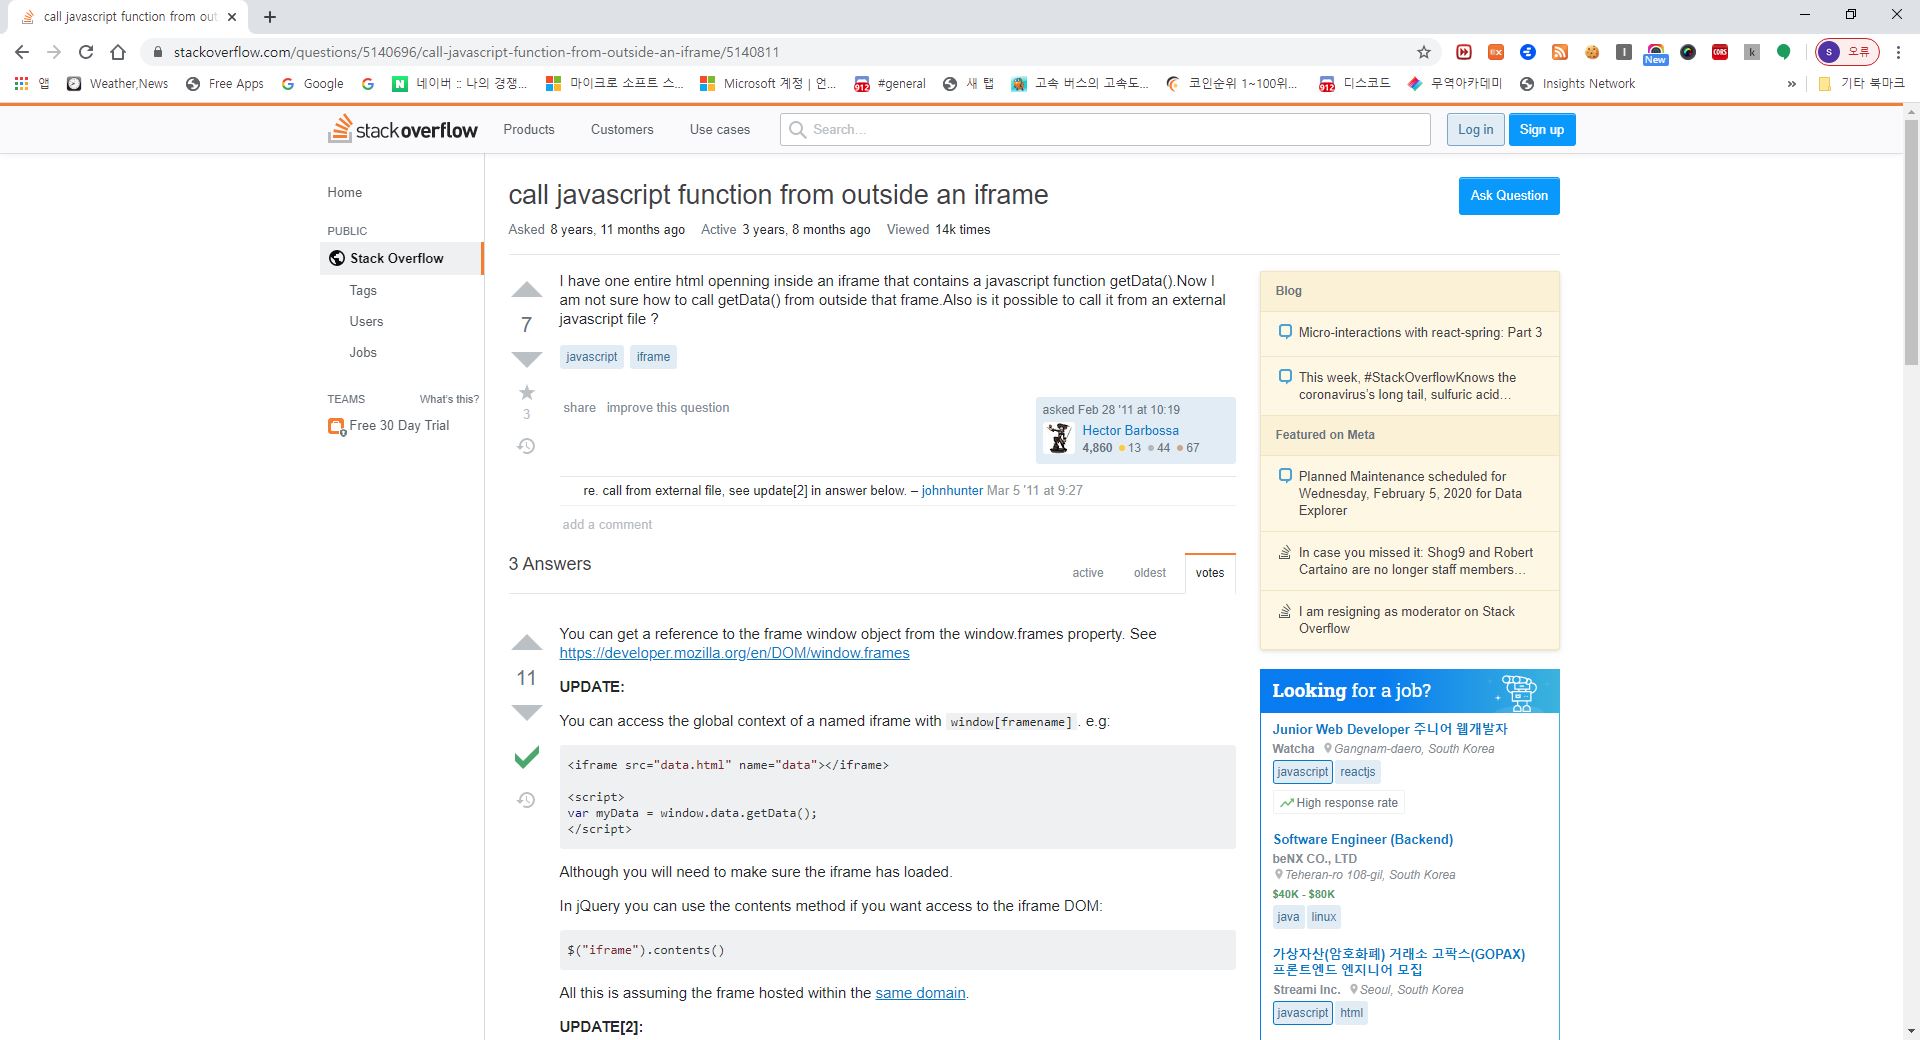 call javascript function from out
stackoverflow.com/questions/5140696/call-javascript-function-from-outside-an-iframe/5140811
New
S 오류
앱 Weather,News Free Apps Google 네이버 :: 나의 경쟁... 마이크로 소프트 스... Microsoft 계정 | 언... #general 새 탭 고속 버스의 고속도... 코인순위 1~100위... 디스코드 무역아카데미 Insights Network » 기타 북마크
stackoverflow Products Customers Use cases Search... Log in Sign up
Home
PUBLIC
Stack Overflow
Tags
Users
Jobs
TEAMS What's this?
Free 30 Day Trial
call javascript function from outside an iframe
Ask Question
Asked 8 years, 11 months ago Active 3 years, 8 months ago Viewed 14k times
I have one entire html openning inside an iframe that contains a javascript function getData().Now I
am not sure how to call getData() from outside that frame.Also is it possible to call it from an external
javascript file ?
7
javascript iframe
3
share improve this question
asked Feb 28 '11 at 10:19
Hector Barbossa
4,860 13 44 67
re. call from external file, see update[2] in answer below. – johnhunter Mar 5 '11 at 9:27
add a comment
3 Answers
active oldest votes
You can get a reference to the frame window object from the window.frames property. See
https://developer.mozilla.org/en/DOM/window.frames
11
UPDATE:
You can access the global context of a named iframe with window[framename] . e.g:
<iframe src="data.html" name="data"></iframe>
<script>
var myData = window.data.getData();
</script>
Although you will need to make sure the iframe has loaded.
In jQuery you can use the contents method if you want access to the iframe DOM:
$("iframe").contents()
All this is assuming the frame hosted within the same domain.
UPDATE[2]:
Blog
Micro-interactions with react-spring: Part 3
This week, #StackOverflowKnows the
coronavirus's long tail, sulfuric acid…
Featured on Meta
Planned Maintenance scheduled for
Wednesday, February 5, 2020 for Data
Explorer
In case you missed it: Shog9 and Robert
Cartaino are no longer staff members…
I am resigning as moderator on Stack
Overflow
Looking for a job?
Junior Web Developer 주니어 웹개발자
Watcha Gangnam-daero, South Korea
javascript reactjs
High response rate
Software Engineer (Backend)
beNX CO., LTD
Teheran-ro 108-gil, South Korea
$40K - $80K
java linux
가상자산(암호화폐) 거래소 고팍스(GOPAX)
프론트엔드 엔지니어 모집
Streami Inc. Seoul, South Korea
javascript html